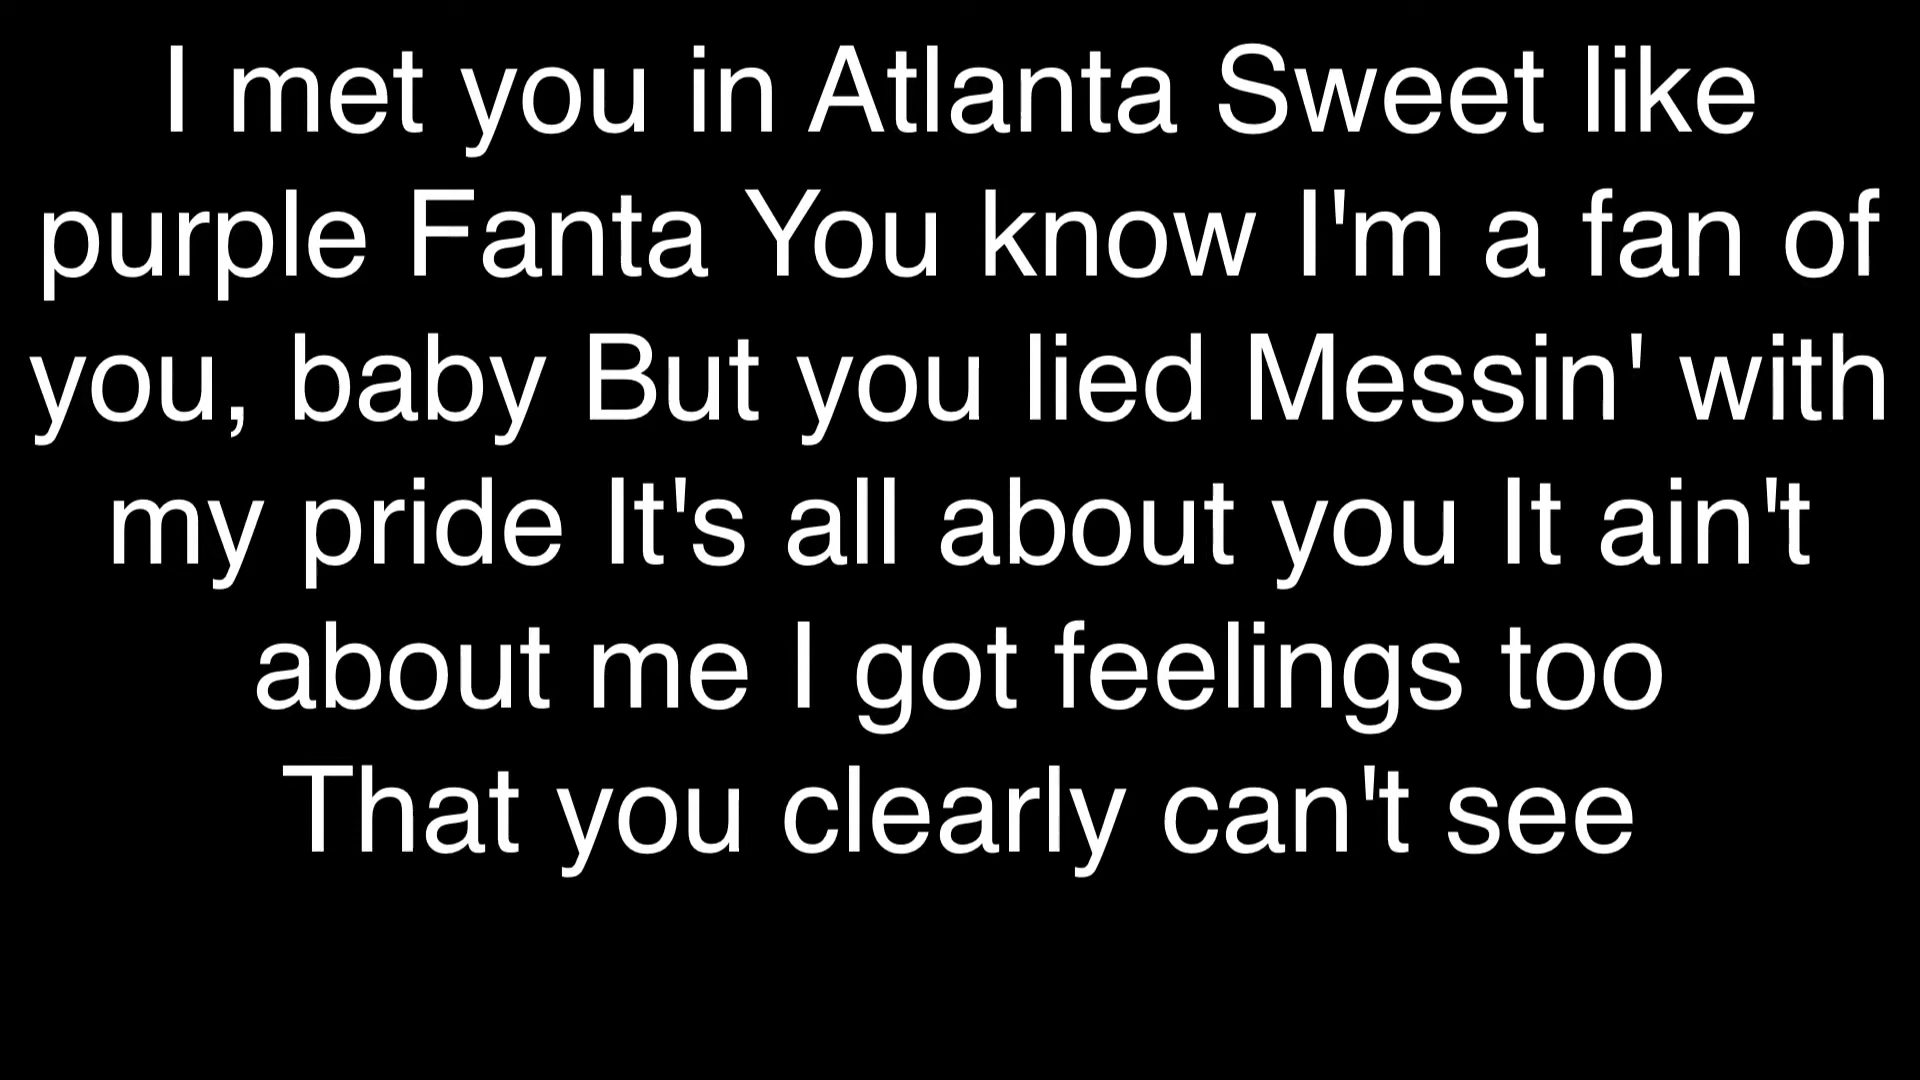 I met you in Atlanta Sweet like
purple Fanta You know I'm a fan of
you, baby But you lied Messin' with
my pride It's all about you It ain't
about me I got feelings too
That you clearly can't see